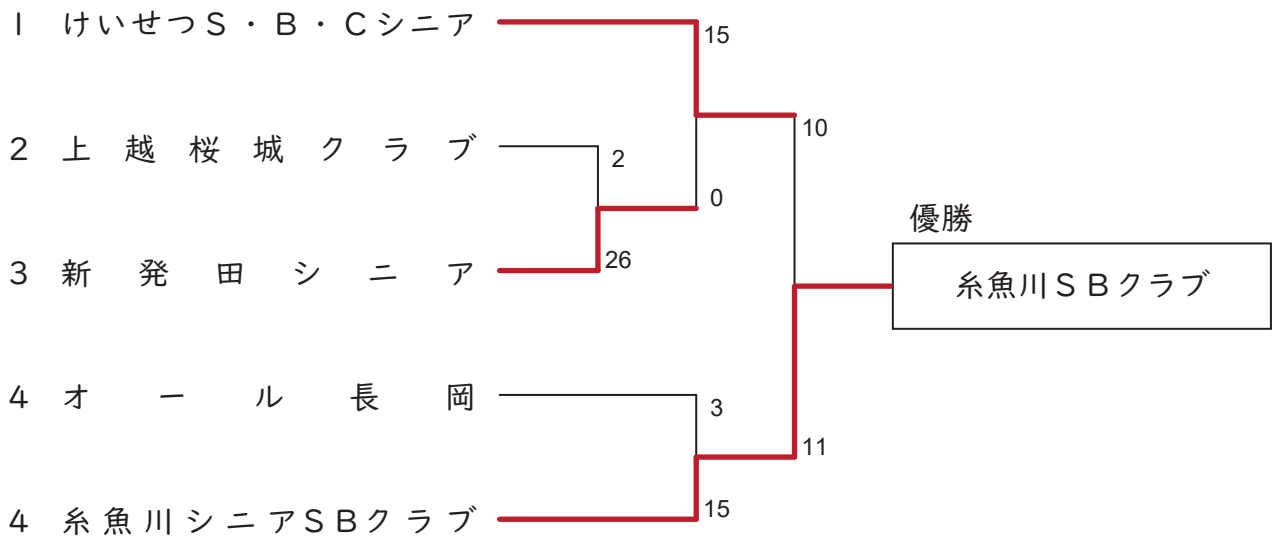 1 けいせつS・B・Cシニア
15
10
2 上越桜城クラブ
2
0
優勝
3 新発田シニア
26
糸魚川SBクラブ
4 オール長岡
3
11
4 糸魚川シニアSBクラブ
15